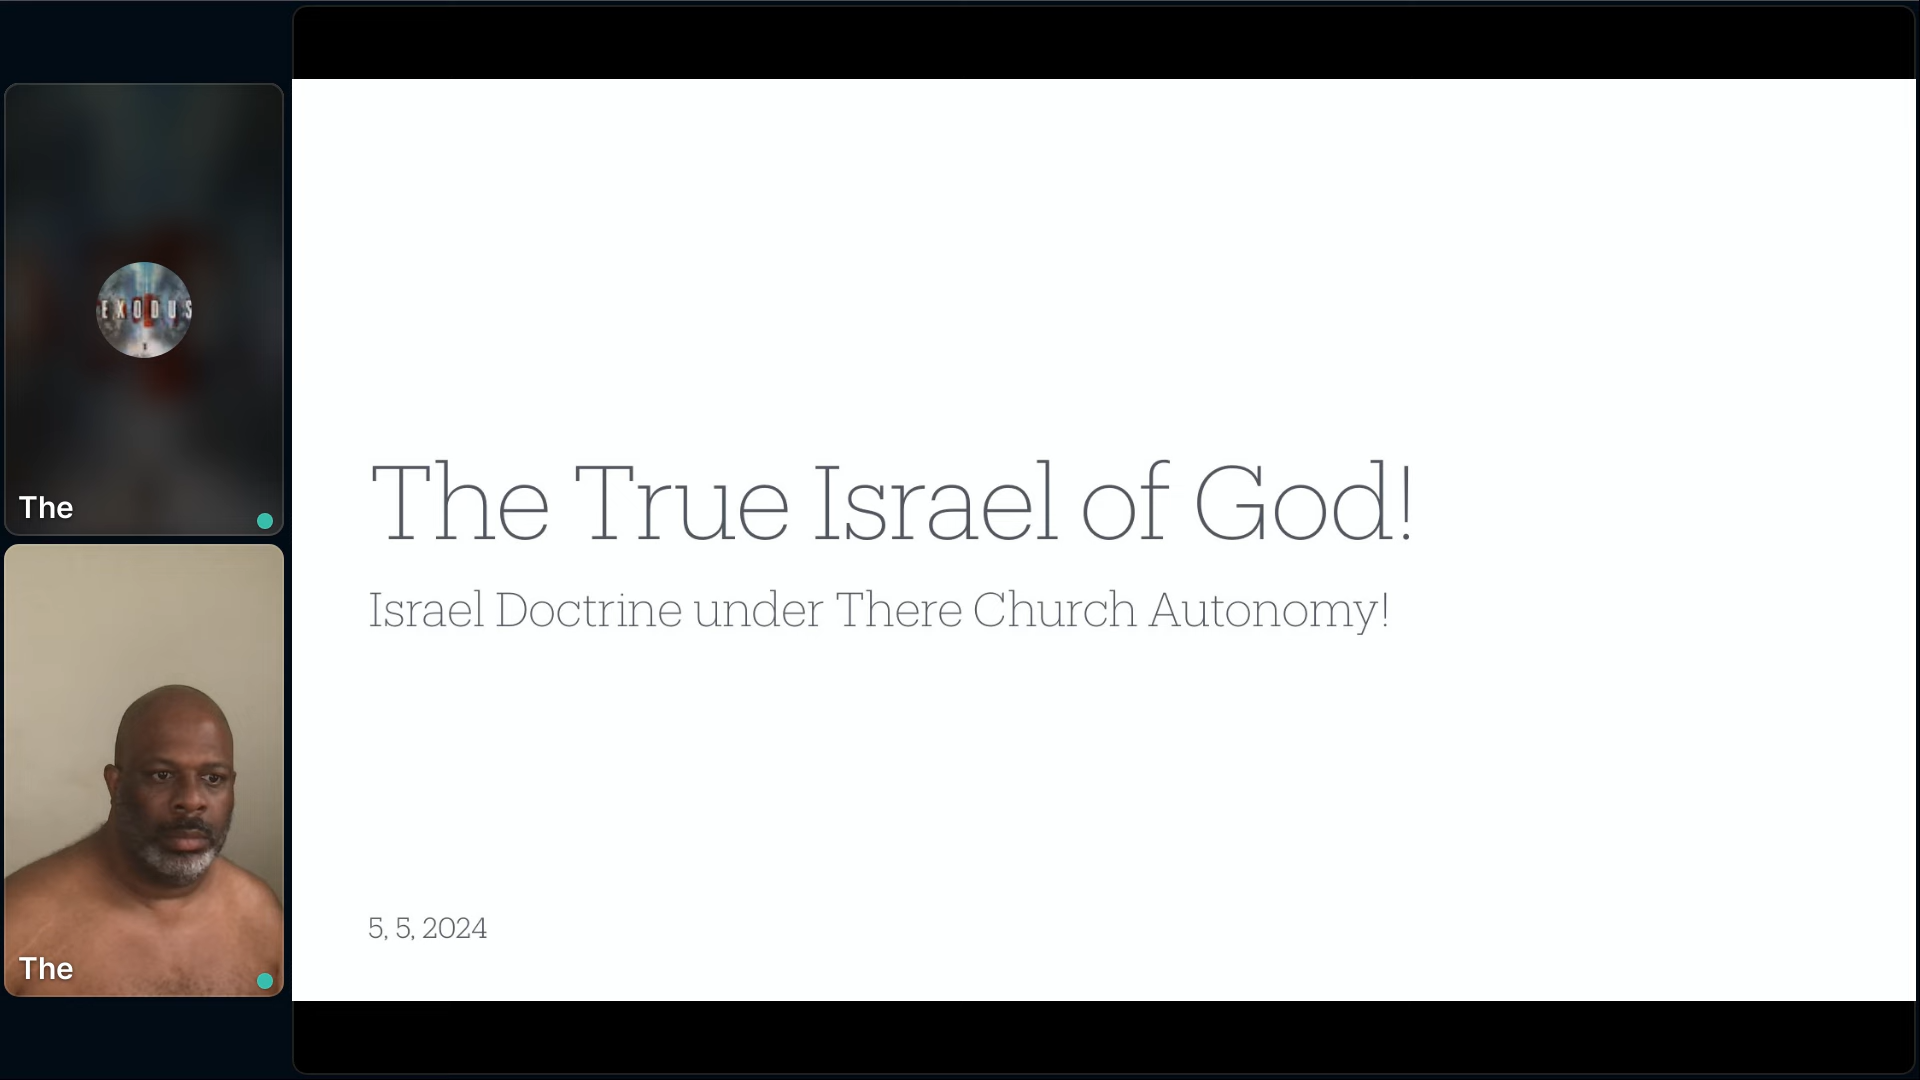 EXODUS
The
The
The True Israel of God!
Israel Doctrine under There Church Autonomy!
5, 5, 2024